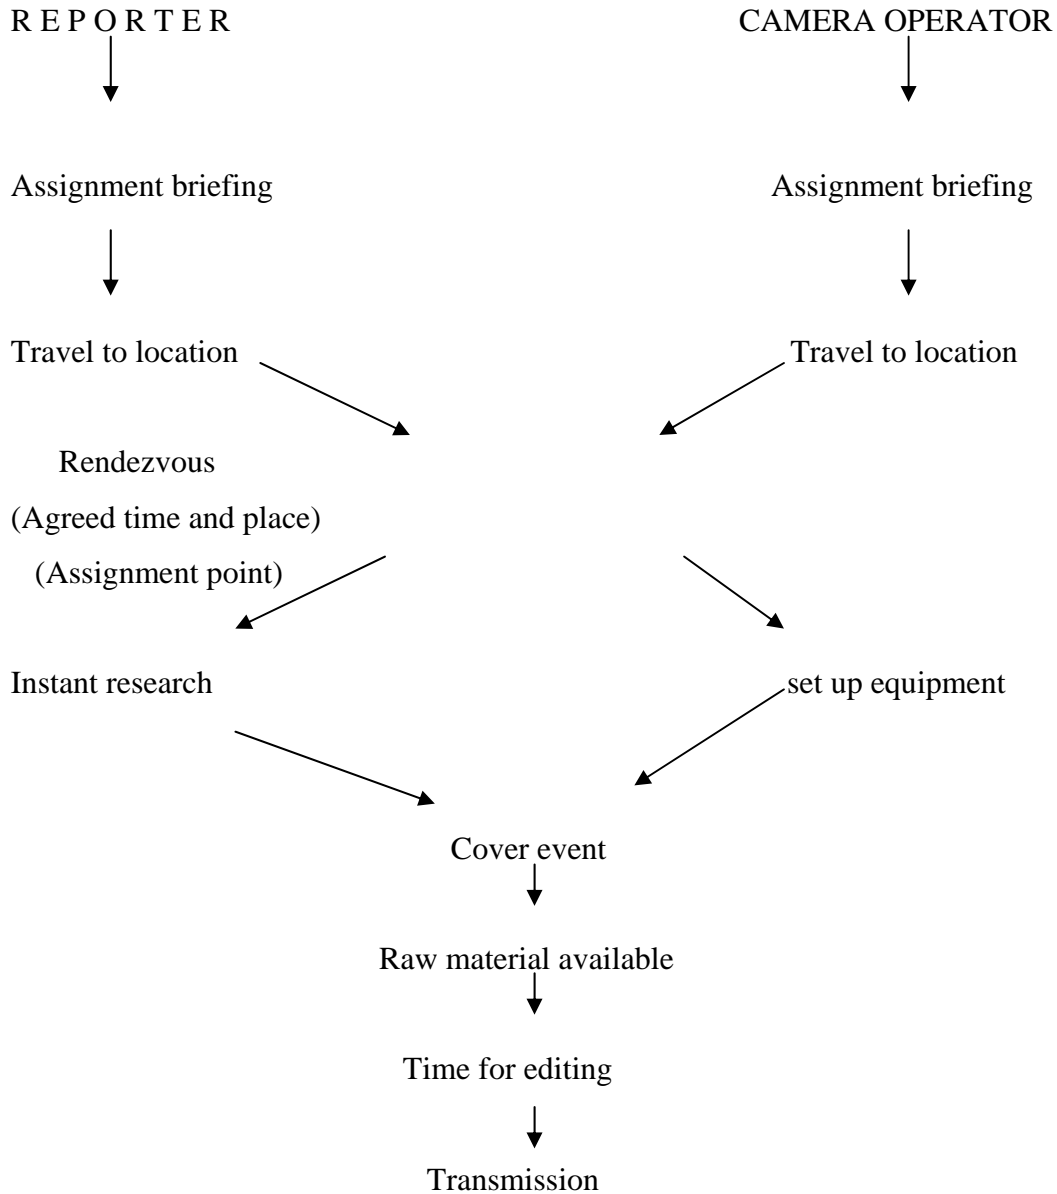 R E P O R T E R CAMERA OPERATOR
Assignment briefing Assignment briefing
Travel to location Travel to location
Rendezvous
(Agreed time and place)
(Assignment point)
Instant research set up equipment
Cover event
Raw material available
Time for editing
Transmission